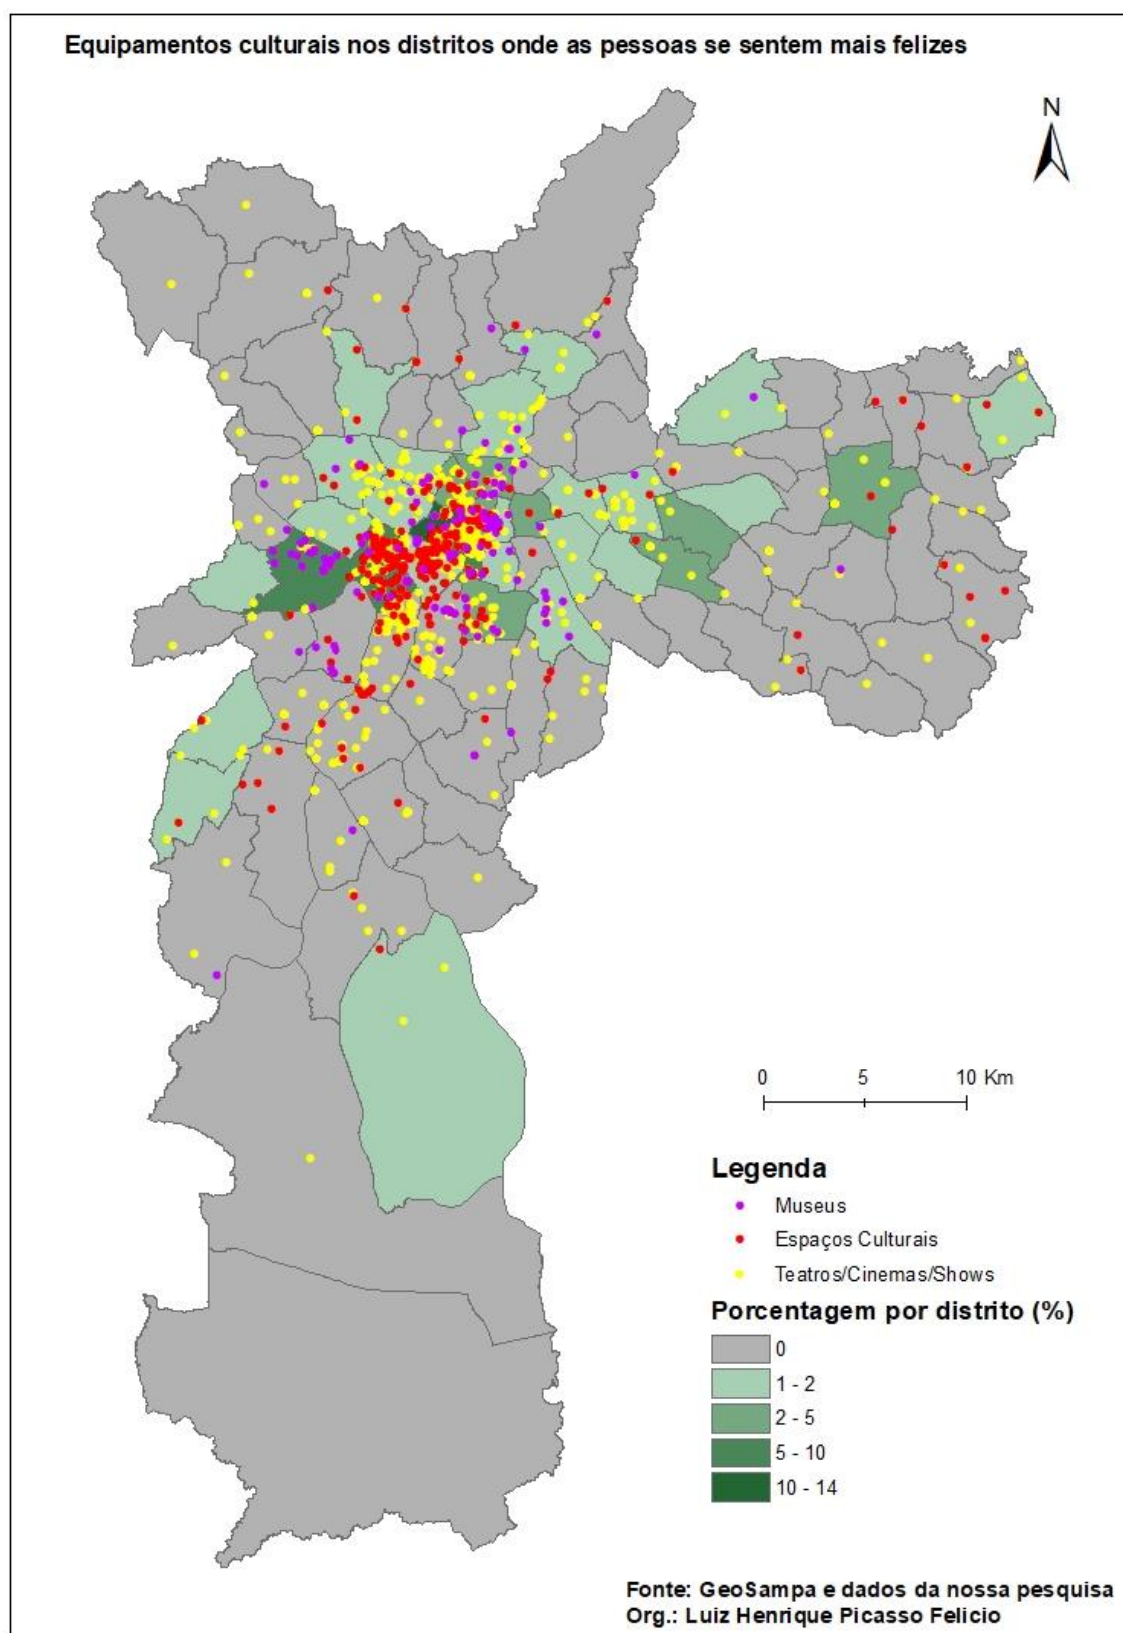 Equipamentos culturais nos distritos onde as pessoas se sentem mais felizes
N
0 5 10 Km
Legenda
Museus
Espaços Culturais
Teatros/Cinemas/Shows
Porcentagem por distrito (%)
0
1 - 2
2 - 5
5 - 10
10 - 14
Fonte: GeoSampa e dados da nossa pesquisa
Org.: Luiz Henrique Picasso Felicio